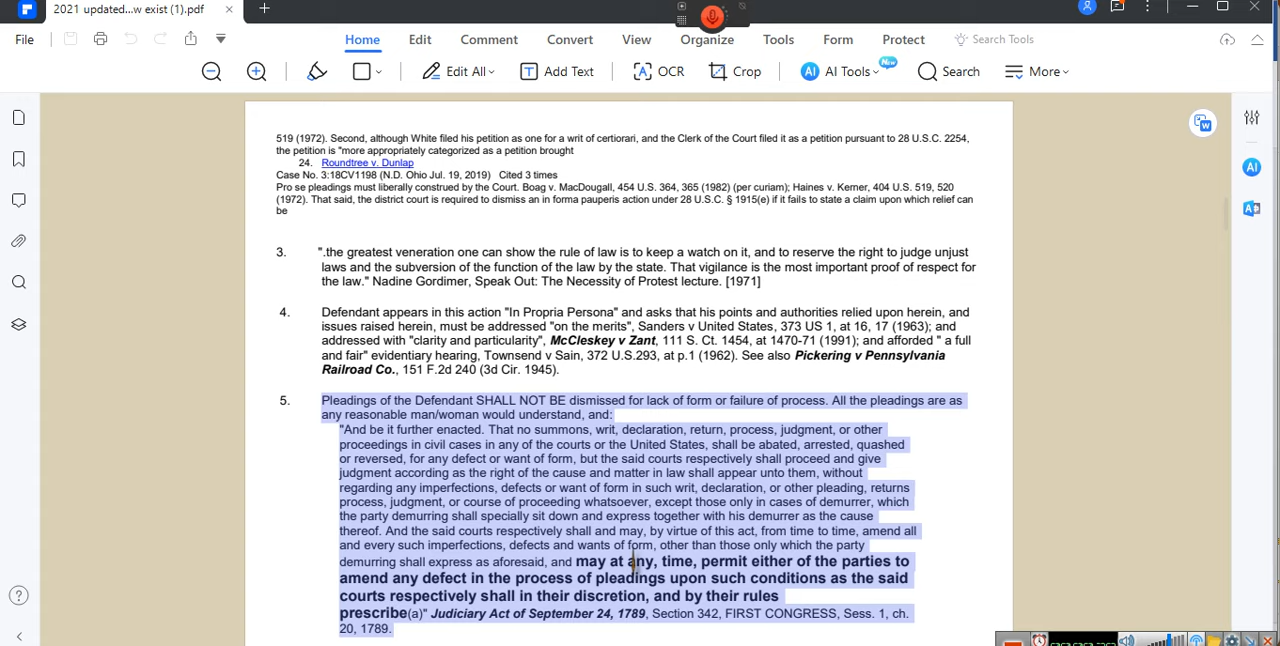 2021 updated...w exist (1).pdf
File
Home
Edit
Comment
Convert
View
Organize
Tools
Form
Protect
Search Tools
Edit All
Add Text
OCR
Crop
AI
AI Tools
New
Search
More
519 (1972). Second, although White filed his petition as one for a writ of certiorari, and the Clerk of the Court filed it as a petition pursuant to 28 U.S.C. 2254,
the petition is "more appropriately categorized as a petition brought
24. Roundtree v. Dunlap
Case No. 3:18CV1198 (N.D. Ohio Jul. 19, 2019) Cited 3 times
Pro se pleadings must liberally construed by the Court. Boag v. MacDougall, 454 U.S. 364, 365 (1982) (per curiam); Haines v. Kerner, 404 U.S. 519, 520
(1972). That said, the district court is required to dismiss an in forma pauperis action under 28 U.S.C. § 1915(e) if it fails to state a claim upon which relief can
be
3. ".the greatest veneration one can show the rule of law is to keep a watch on it, and to reserve the right to judge unjust
laws and the subversion of the function of the law by the state. That vigilance is the most important proof of respect for
the law." Nadine Gordimer, Speak Out: The Necessity of Protest lecture. [1971]
4. Defendant appears in this action "In Propria Persona" and asks that his points and authorities relied upon herein, and
issues raised herein, must be addressed "on the merits", Sanders v United States, 373 US 1, at 16, 17 (1963); and
addressed with "clarity and particularity", McCleskey v Zant, 111 S. Ct. 1454, at 1470-71 (1991); and afforded " a full
and fair" evidentiary hearing, Townsend v Sain, 372 U.S.293, at p.1 (1962). See also Pickering v Pennsylvania
Railroad Co., 151 F.2d 240 (3d Cir. 1945).
5. Pleadings of the Defendant SHALL NOT BE dismissed for lack of form or failure of process. All the pleadings are as
any reasonable man/woman would understand, and:
"And be it further enacted. That no summons, writ, declaration, return, process, judgment, or other
proceedings in civil cases in any of the courts or the United States, shall be abated, arrested, quashed
or reversed, for any defect or want of form, but the said courts respectively shall proceed and give
judgment according as the right of the cause and matter in law shall appear unto them, without
regarding any imperfections, defects or want of form in such writ, declaration, or other pleading, returns
process, judgment, or course of proceeding whatsoever, except those only in cases of demurrer, which
the party demurring shall specially sit down and express together with his demurrer as the cause
thereof. And the said courts respectively shall and may, by virtue of this act, from time to time, amend all
and every such imperfections, defects and wants of form, other than those only which the party
demurring shall express as aforesaid, and may at any, time, permit either of the parties to
amend any defect in the process of pleadings upon such conditions as the said
courts respectively shall in their discretion, and by their rules
prescribe(a)" Judiciary Act of September 24, 1789, Section 342, FIRST CONGRESS, Sess. 1, ch.
20, 1789.
AI